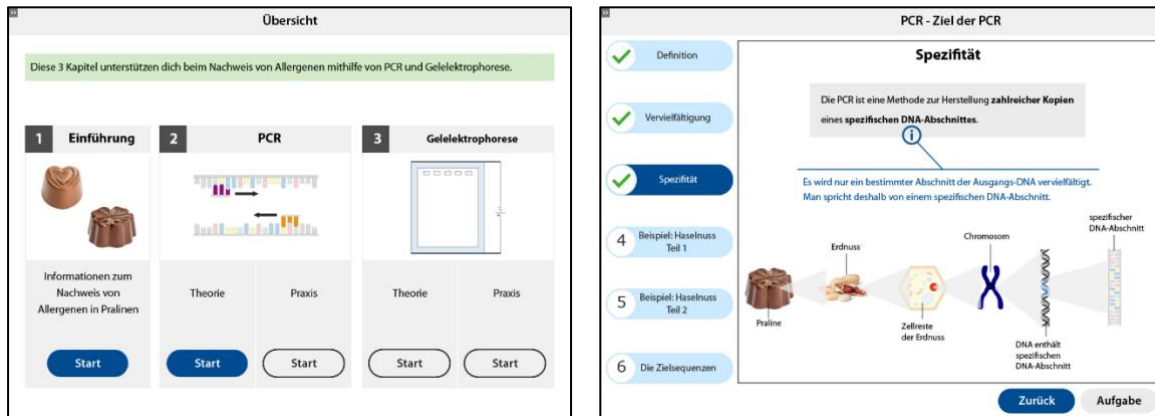 Übersicht
Diese 3 Kapitel unterstützen dich beim Nachweis von Allergenen mithilfe von PCR und Gelelektrophorese.
1 Einführung
2 PCR
3 Gelelektrophorese
Informationen zum
Nachweis von
Allergenen in Pralinen
Theorie
Praxis
Theorie
Praxis
Start
Start
Start
Start
Start
PCR - Ziel der PCR
Definition
Vervielfältigung
Spezifität
4 Beispiel: Haselnuss
Teil 1
5 Beispiel: Haselnuss
Teil 2
6 Die Zielsequenzen
Spezifität
Die PCR ist eine Methode zur Herstellung zahlreicher Kopien
eines spezifischen DNA-Abschnittes.
i
Es wird nur ein bestimmter Abschnitt der Ausgangs-DNA vervielfältigt.
Man spricht deshalb von einem spezifischen DNA-Abschnitt.
Praline
Erdnuss
Zellreste
der Erdnuss
Chromosom
DNA enthält
spezifischen
DNA-Abschnitt
spezifischer
DNA-Abschnitt
Zurück
Aufgabe